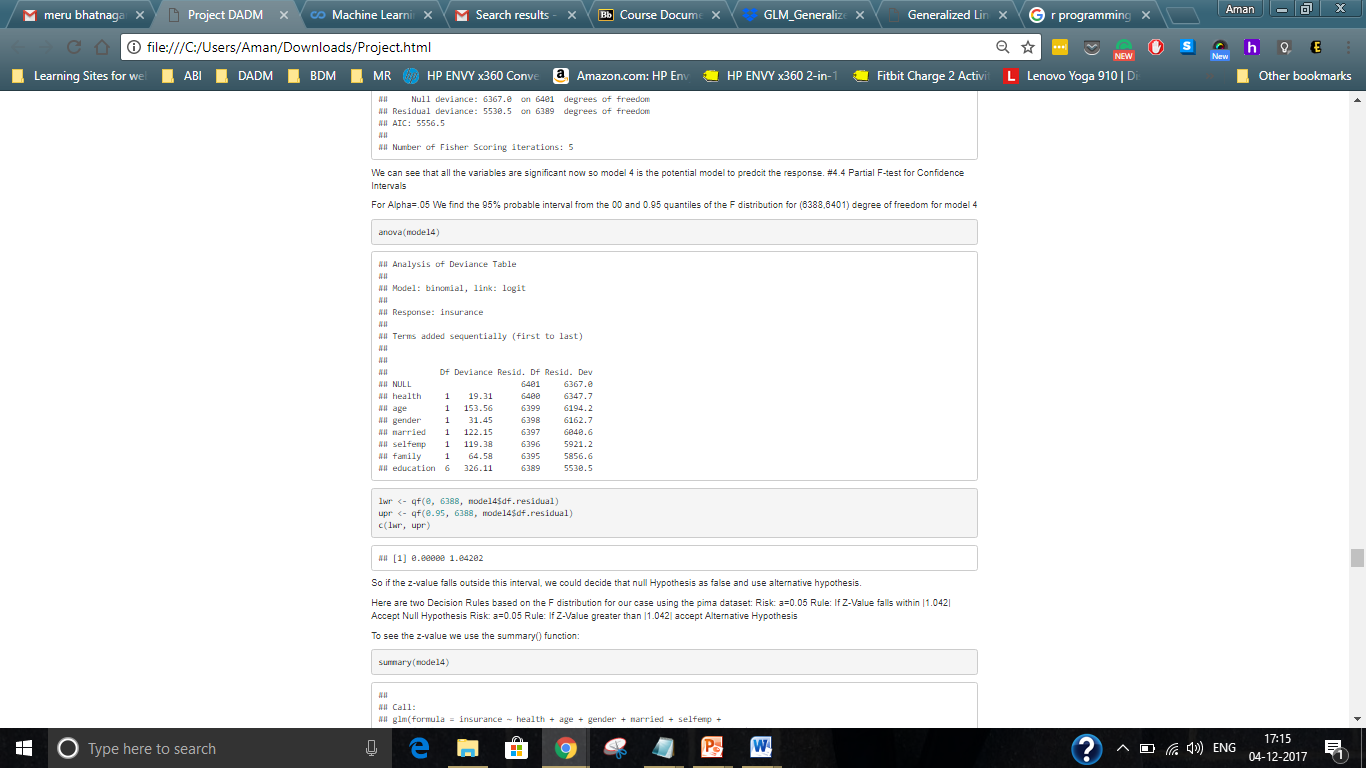 meru bhatnaga
Project DADM
Machine Learni
Search results -
Course Docume
GLM_Generaliz
Generalized Lin
r programming
Aman
file:///C:/Users/Aman/Downloads/Project.html
NEW
New
Learning Sites for we
ABI
DADM
BDM
MR
HP ENVY x360 Conve
Amazon.com: HP Env
HP ENVY x360 2-in-1
Fitbit Charge 2 Activi
Lenovo Yoga 910 | Di
Other bookmarks
##     Null deviance: 6367.0  on 6401  degrees of freedom
## Residual deviance: 5530.5  on 6389  degrees of freedom
## AIC: 5556.5
##
## Number of Fisher Scoring iterations: 5
We can see that all the variables are significant now so model 4 is the potential model to predcit the response. #4.4 Partial F-test for Confidence
Intervals
For Alpha=.05 We find the 95% probable interval from the 00 and 0.95 quantiles of the F distribution for (6388,6401) degree of freedom for model 4
anova(model4)
## Analysis of Deviance Table
##
## Model: binomial, link: logit
##
## Response: insurance
##
## Terms added sequentially (first to last)
##
##
##           Df Deviance Resid. Df Resid. Dev
## NULL                       6401     6367.0
## health     1    19.31      6400     6347.7
## age        1   153.56      6399     6194.2
## gender     1    31.45      6398     6162.7
## married    1   122.15      6397     6040.6
## selfemp    1   119.38      6396     5921.2
## family     1    64.58      6395     5856.6
## education  6   326.11      6389     5530.5
lwr <- qf(0, 6388, model4$df.residual)
upr <- qf(0.95, 6388, model4$df.residual)
c(lwr, upr)
## [1] 0.00000 1.04202
So if the z-value falls outside this interval, we could decide that null Hypothesis as false and use alternative hypothesis.
Here are two Decision Rules based on the F distribution for our case using the pima dataset: Risk: a=0.05 Rule: If Z-Value falls within |1.042|
Accept Null Hypothesis Risk: a=0.05 Rule: If Z-Value greater than |1.042| accept Alternative Hypothesis
To see the z-value we use the summary() function:
summary(model4)
##
## Call:
## glm(formula = insurance ~ health + age + gender + married + selfemp +
Type here to search
ENG
17:15
04-12-2017
1